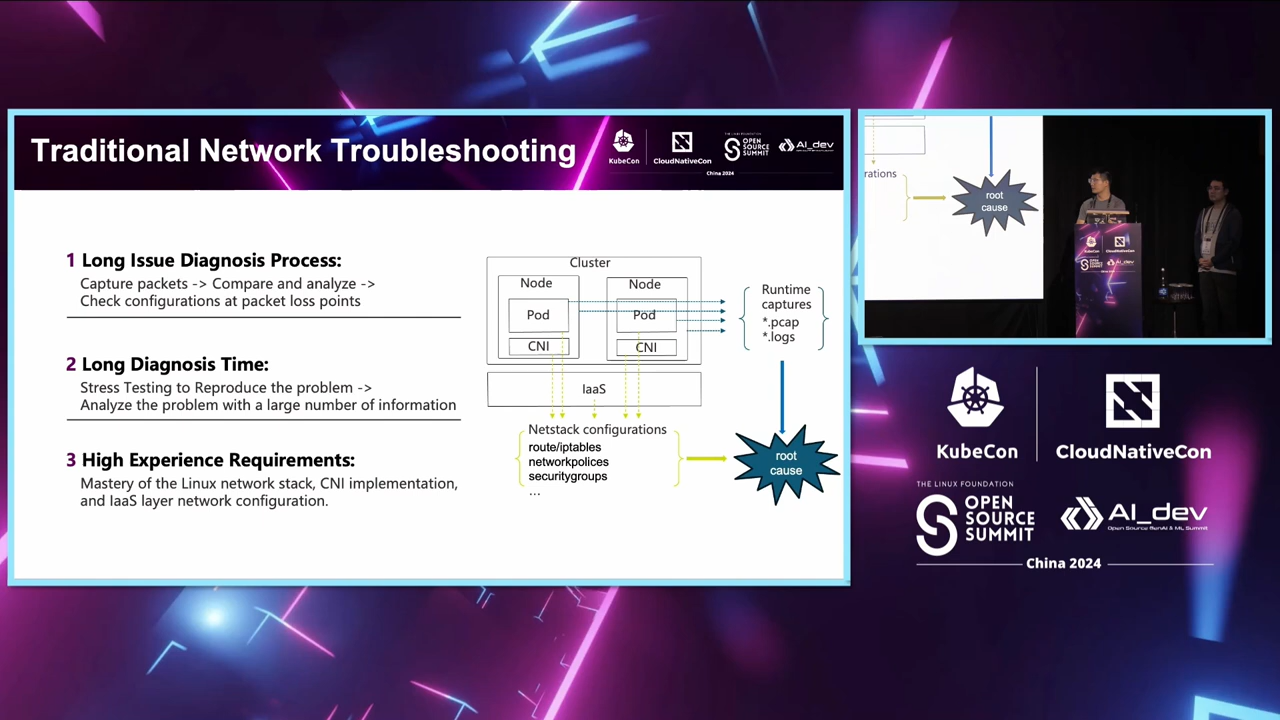 Traditional Network Troubleshooting
KubeCon
CloudNativeCon
THE LINUX FOUNDATION
OPEN
SOURCE
SUMMIT
AI_dev
China 2024
1 Long Issue Diagnosis Process:
Capture packets -> Compare and analyze ->
Check configurations at packet loss points
2 Long Diagnosis Time:
Stress Testing to Reproduce the problem ->
Analyze the problem with a large number of information
3 High Experience Requirements:
Mastery of the Linux network stack, CNI implementation,
and IaaS layer network configuration.
Cluster
Node
Pod
CNI
Node
Pod
CNI
IaaS
Runtime
captures
*.pcap
*.logs
Netstack configurations
route/iptables
networkpolices
securitygroups
...
root
cause
rations
root
cause
KubeCon
CloudNativeCon
THE LINUX FOUNDATION
OPEN
SOURCE
SUMMIT
AI_dev
Open Source GenAI & ML Summit
China 2024